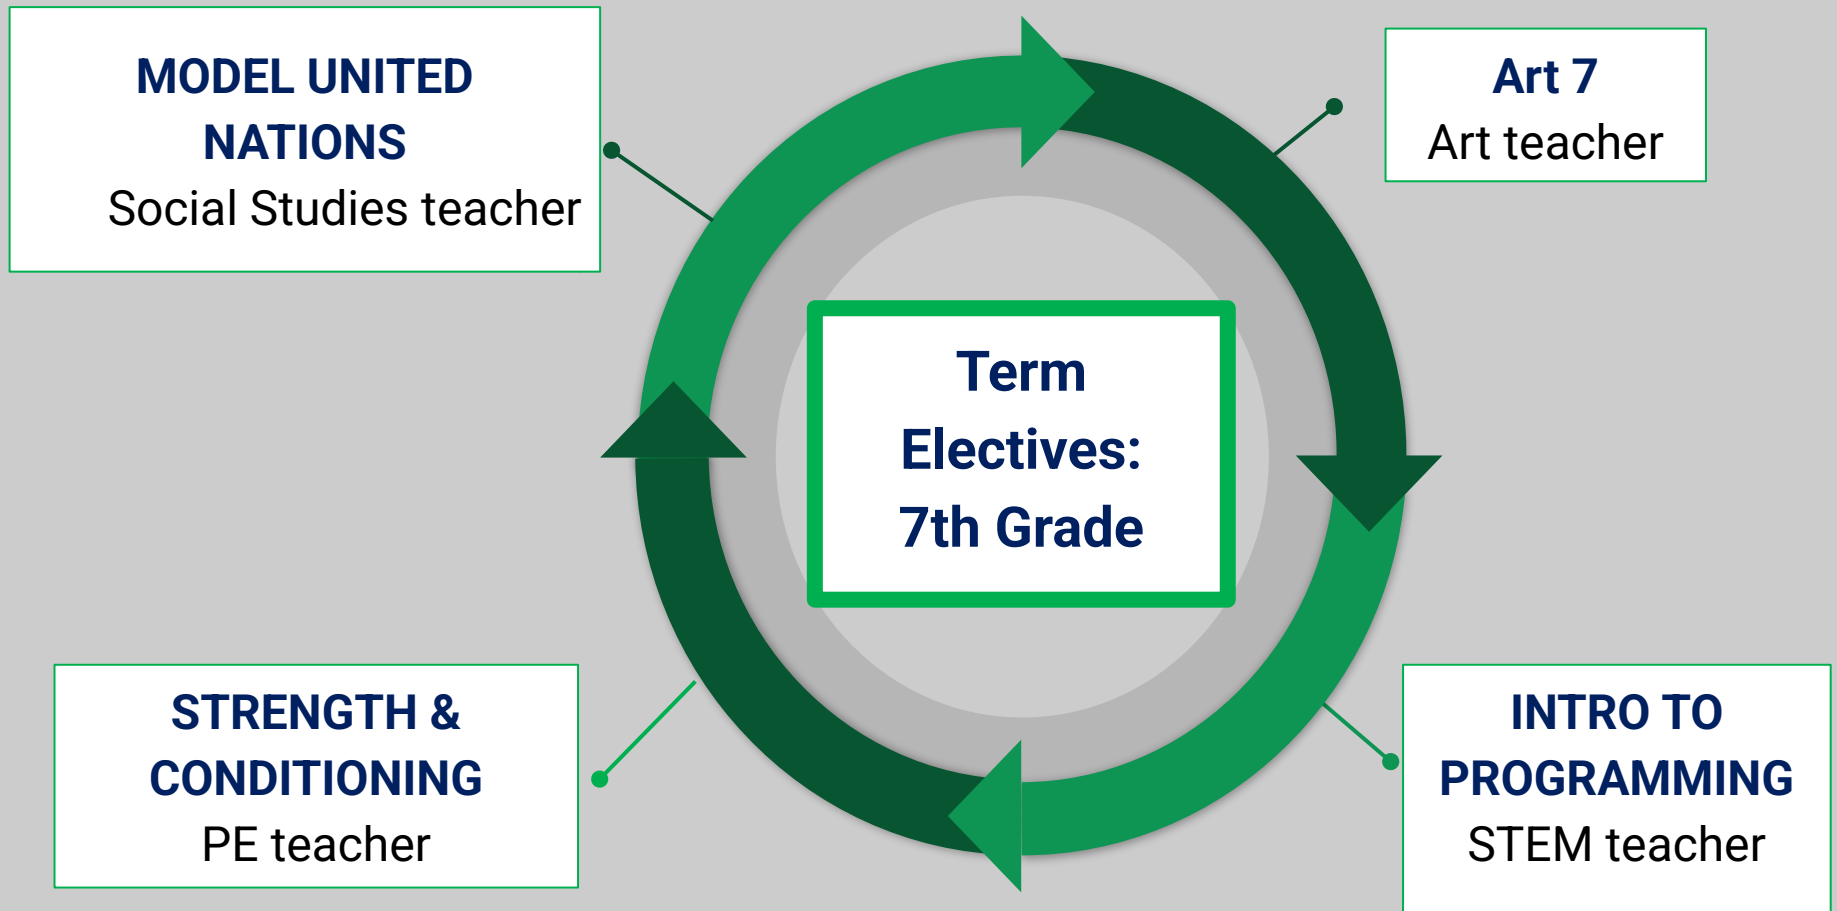 MODEL UNITED
NATIONS
Social Studies teacher
Art 7
Art teacher
Term
Electives:
7th Grade
STRENGTH &
CONDITIONING
PE teacher
INTRO TO
PROGRAMMING
STEM teacher